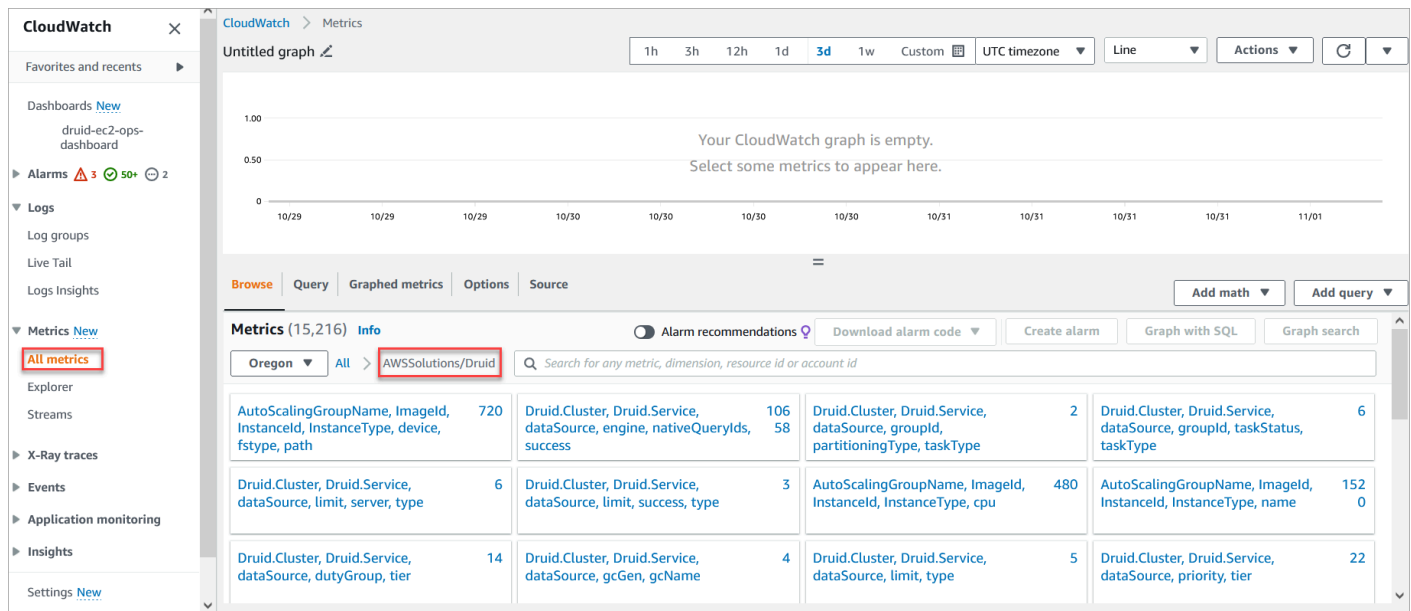 CloudWatch
Favorites and recents
Dashboards New
druid-ec2-ops-
dashboard
Alarms 3 50+ 2
Logs
Log groups
Live Tail
Logs Insights
Metrics New
All metrics
Explorer
Streams
X-Ray traces
Events
Application monitoring
Insights
Settings New
CloudWatch > Metrics
Untitled graph
1h 3h 12h 1d 3d 1w Custom UTC timezone Line Actions
1.00
0.50
0
Your CloudWatch graph is empty.
Select some metrics to appear here.
10/29 10/29 10/29 10/30 10/30 10/30 10/30 10/31 10/31 10/31 10/31 11/01
Browse Query Graphed metrics Options Source
Add math Add query
Metrics (15,216) Info
Alarm recommendations Download alarm code Create alarm Graph with SQL Graph search
Oregon All > AWSSolutions/Druid Search for any metric, dimension, resource id or account id
AutoScalingGroupName, ImageId, 720
InstanceId, InstanceType, device,
fstype, path
Druid.Cluster, Druid.Service, 106
dataSource, engine, nativeQueryIds, 58
success
Druid.Cluster, Druid.Service, 2
dataSource, groupId,
partitioningType, taskType
Druid.Cluster, Druid.Service, 6
dataSource, groupId, taskStatus,
taskType
Druid.Cluster, Druid.Service, 6
dataSource, limit, server, type
Druid.Cluster, Druid.Service, 3
dataSource, limit, success, type
AutoScalingGroupName, ImageId, 480
InstanceId, InstanceType, cpu
AutoScalingGroupName, ImageId, 152
InstanceId, InstanceType, name 0
Druid.Cluster, Druid.Service, 14
dataSource, dutyGroup, tier
Druid.Cluster, Druid.Service, 4
dataSource, gcGen, gcName
Druid.Cluster, Druid.Service, 5
dataSource, limit, type
Druid.Cluster, Druid.Service, 22
dataSource, priority, tier